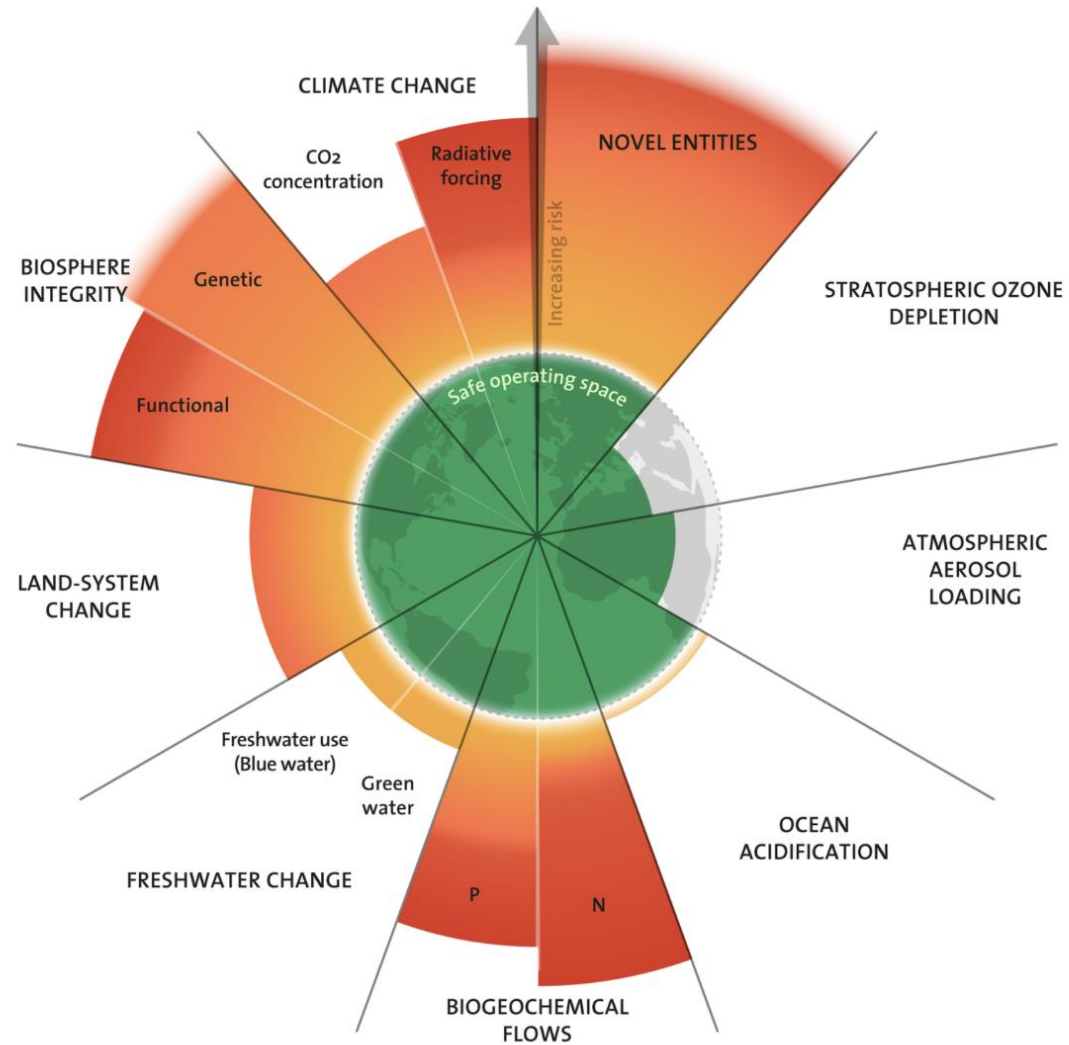 CLIMATE CHANGE
CO2
concentration
Radiative
forcing
NOVEL ENTITIES
Increasing risk
BIOSPHERE
INTEGRITY
Genetic
Functional
STRATOSPHERIC OZONE
DEPLETION
Safe operating space
ATMOSPHERIC
AEROSOL
LOADING
LAND-SYSTEM
CHANGE
Freshwater use
(Blue water)
Green
water
FRESHWATER CHANGE
P
N
OCEAN
ACIDIFICATION
BIOGEOCHEMICAL
FLOWS